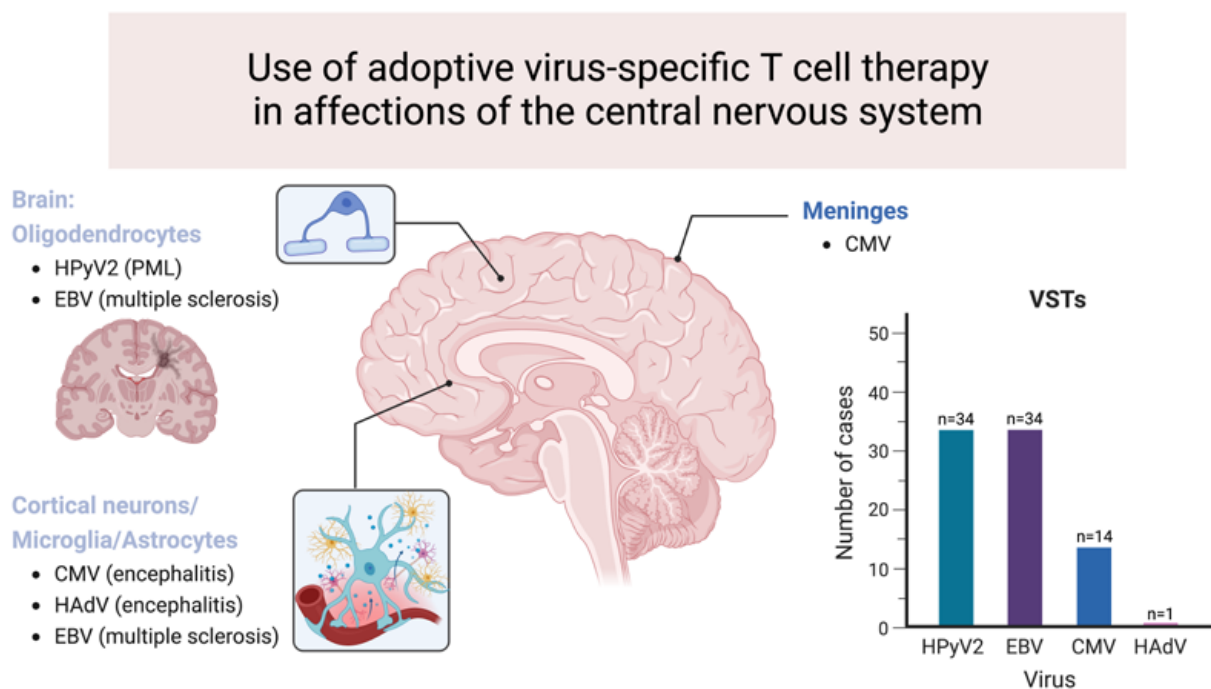 Use of adoptive virus-specific T cell therapy
in affections of the central nervous system
Brain:
Oligodendrocytes
• HPyV2 (PML)
• EBV (multiple sclerosis)
Cortical neurons/
Microglia/Astrocytes
• CMV (encephalitis)
• HAdV (encephalitis)
• EBV (multiple sclerosis)
Meninges
• CMV
VSTs
Number of cases
50
40
30
20
10
0
n=34
n=34
n=14
n=1
HPyV2 EBV CMV HAdV
Virus